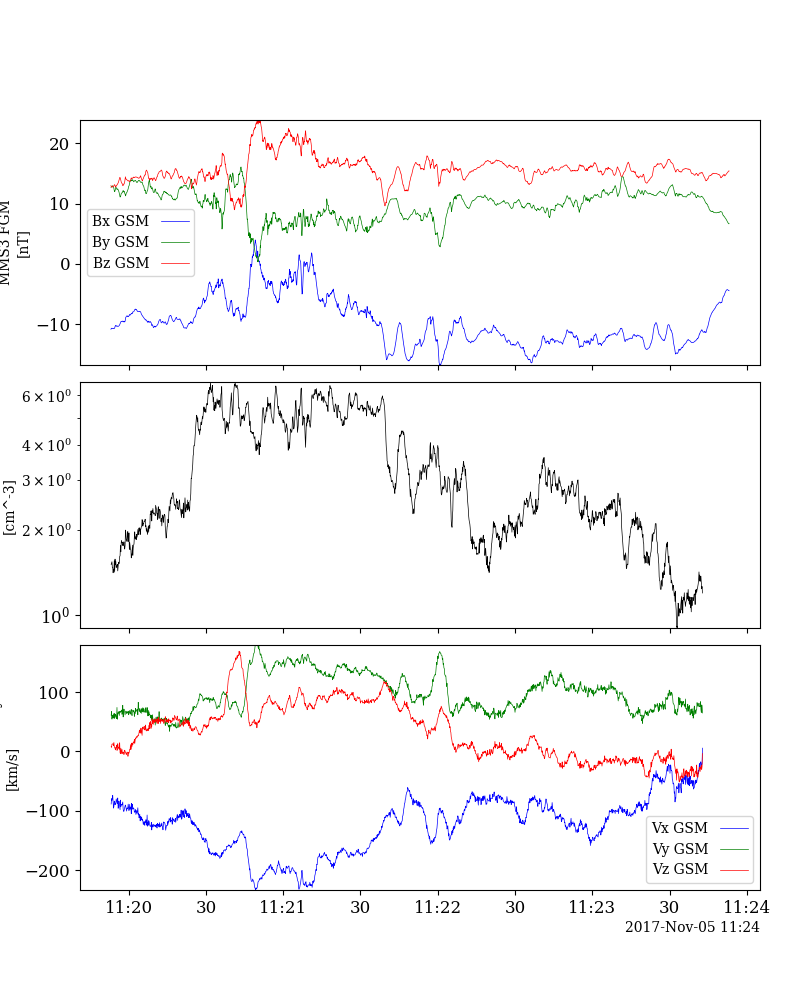 20
10
0
−10
MMS3 FGM
[nT]
Bx GSM
By GSM
Bz GSM
6 × 10⁰
4 × 10⁰
3 × 10⁰
2 × 10⁰
10⁰
[cm^-3]
100
0
−100
−200
[km/s]
Vx GSM
Vy GSM
Vz GSM
11:20 30 11:21 30 11:22 30 11:23 30 11:24
2017-Nov-05 11:24